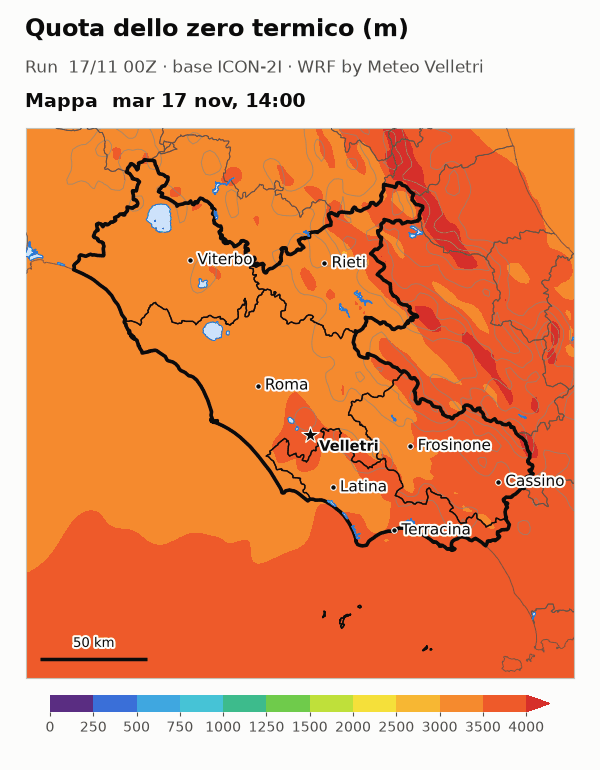 Quota dello zero termico (m)
Run  17/11 00Z · base ICON-2I · WRF by Meteo Velletri
Mappa  mar 17 nov, 14:00
Viterbo
Rieti
Roma
Velletri
Frosinone
Latina
Cassino
Terracina
50 km
0 250 500 750 1000 1250 1500 2000 2500 3000 3500 4000